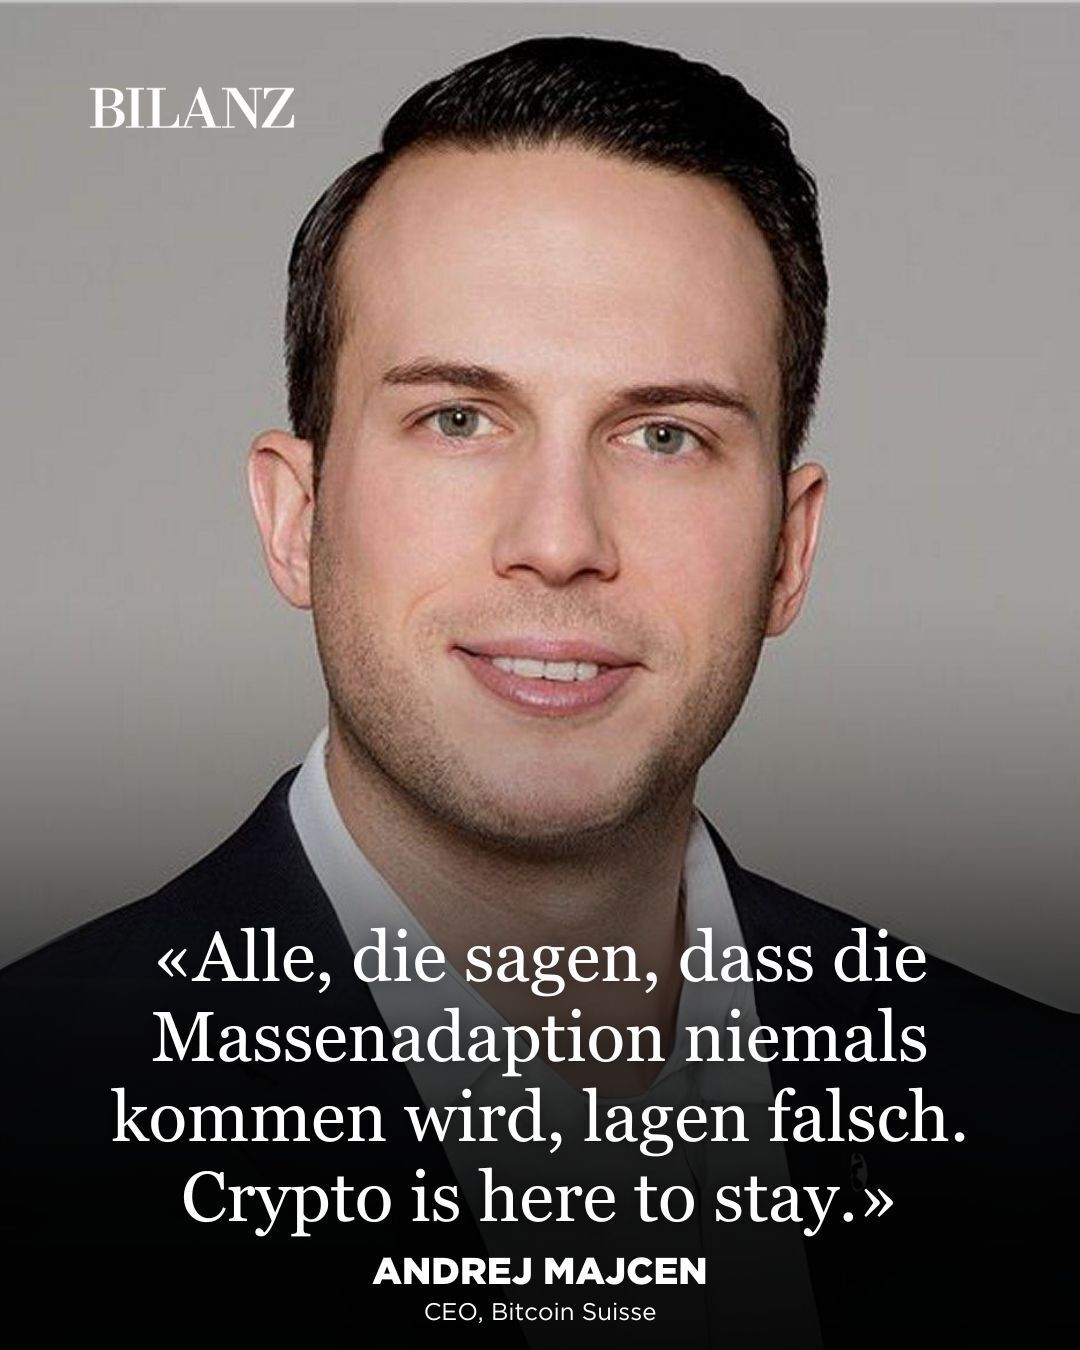 BILANZ
«Alle, die sagen, dass die
Massenadaption niemals
kommen wird, lagen falsch.
Crypto is here to stay.»
ANDREJ MAJCEN
CEO, Bitcoin Suisse